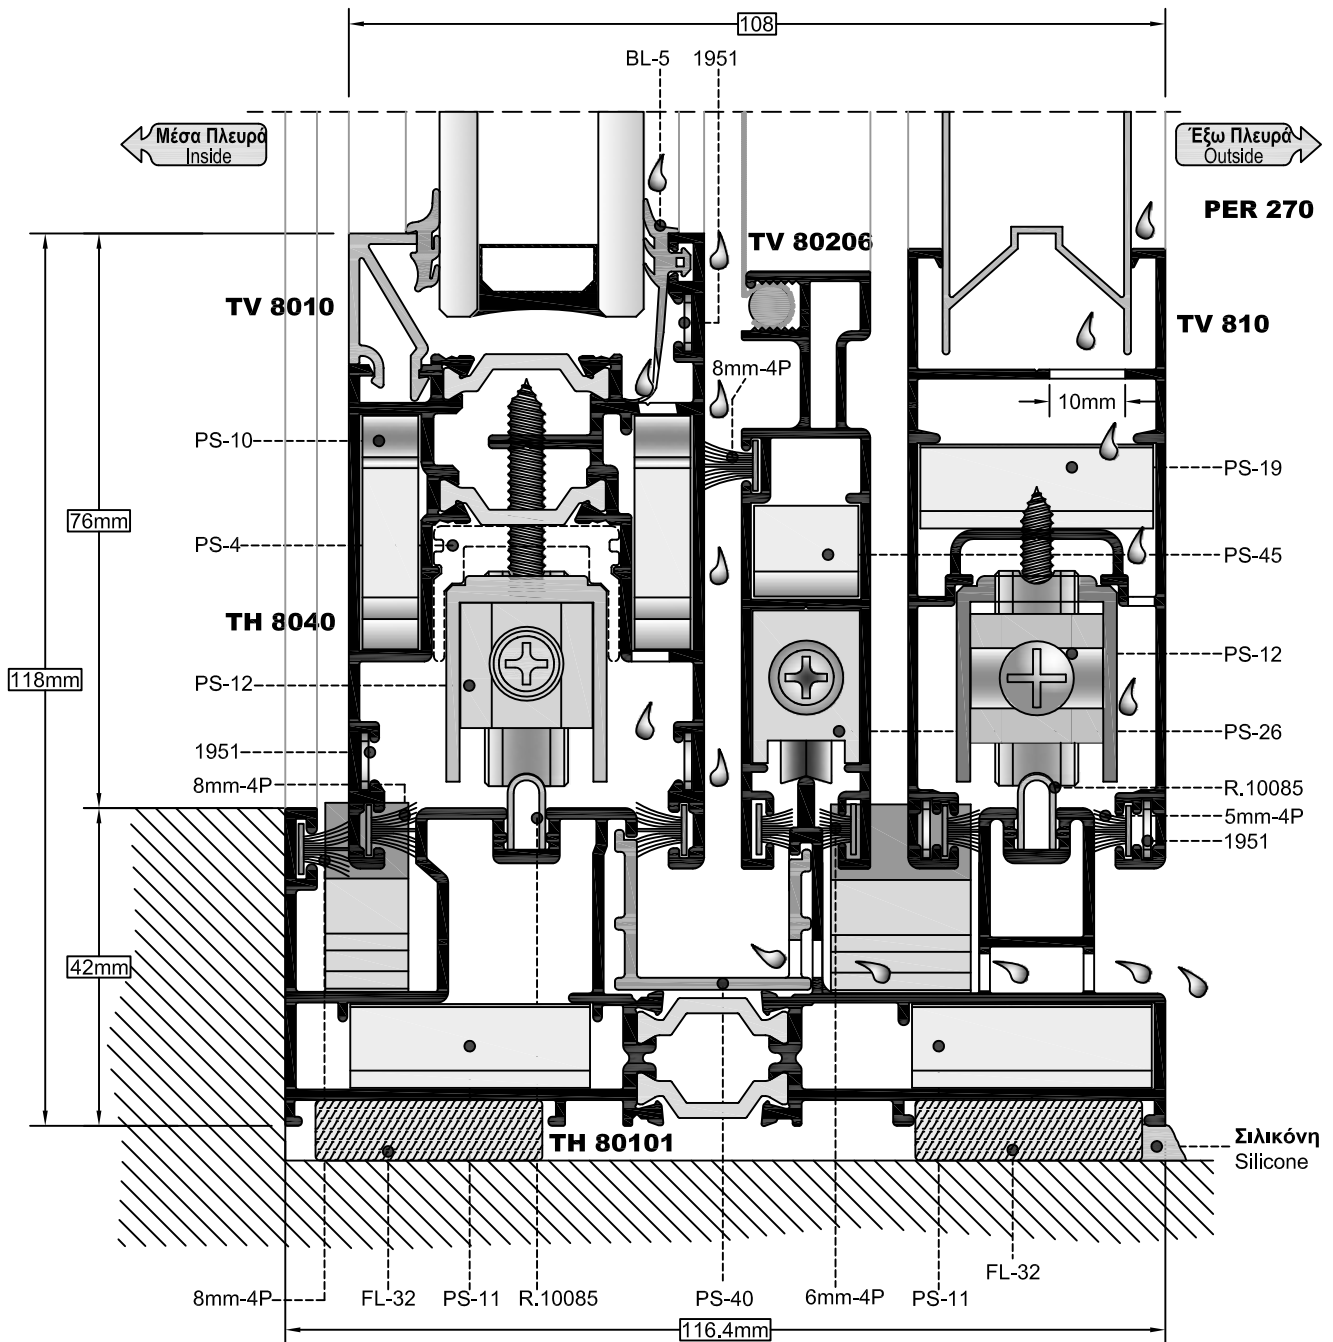 108
BL-5 1951
Μέσα Πλευρά
Inside
Έξω Πλευρά
Outside
PER 270
TV 80206
TV 8010
TV 810
8mm-4P
10mm
PS-10
PS-19
76mm
PS-4
PS-45
TH 8040
118mm
PS-12
PS-12
PS-26
1951
8mm-4P
R.10085
5mm-4P
1951
42mm
TH 80101
Σιλικόνη
Silicone
FL-32
8mm-4P FL-32 PS-11 R.10085 PS-40 6mm-4P PS-11
116.4mm